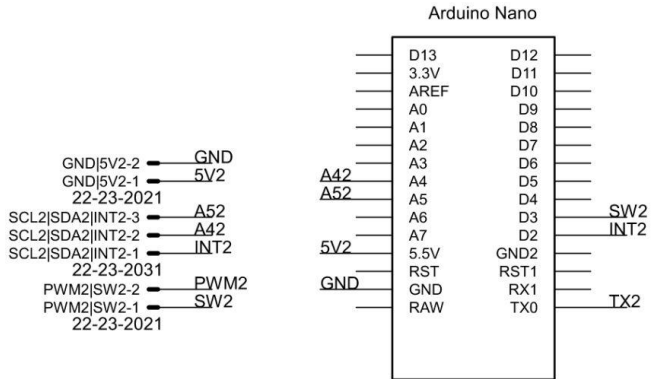 Arduino Nano
D13 D12
3.3V D11
AREF D10
A0 D9
A1 D8
A2 D7
A3 D6
A42 A4 D5
A52 A5 D4
A6 D3 SW2
A7 D2 INT2
5V2 5.5V GND2
RST RST1
GND GND RX1
RAW TX0 TX2
GND|5V2-2 GND
GND|5V2-1 5V2
22-23-2021
SCL2|SDA2|INT2-3 A52
SCL2|SDA2|INT2-2 A42
SCL2|SDA2|INT2-1 INT2
22-23-2031
PWM2|SW2-2 PWM2
PWM2|SW2-1 SW2
22-23-2021